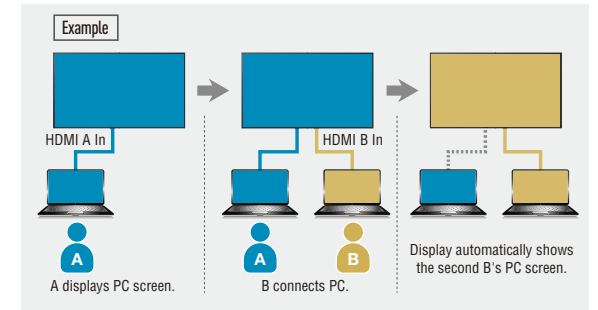 Example
HDMI A In
A
A displays PC screen.
HDMI B In
A
B
B connects PC.
Display automatically shows
the second B's PC screen.